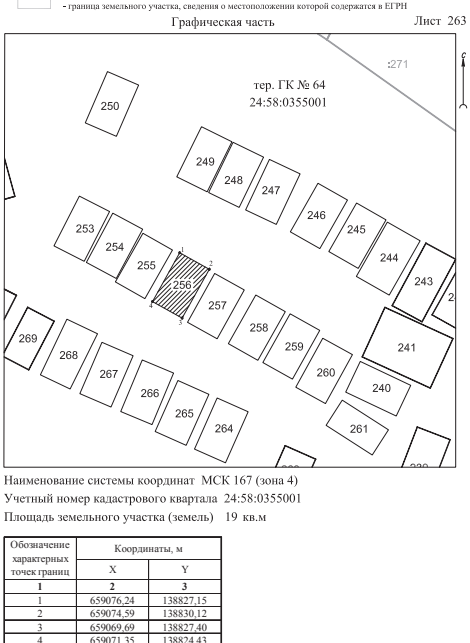 - граница земельного участка, сведения о местоположении которой содержатся в ЕГРН
Графическая часть
Лист 263
:271
с
тер. ГК № 64
24:58:0355001
250
249
248
247
246
245
244
243
253
254
255
1
2
256
4
3
257
258
259
260
241
240
261
269
268
267
266
265
264
Наименование системы координат МСК 167 (зона 4)
Учетный номер кадастрового квартала 24:58:0355001
Площадь земельного участка (земель) 19 кв.м
Обозначение характерных точек границ
Координаты, м
X Y
1 2 3
1 659076,24 138827,15
2 659074,59 138830,12
3 659069,69 138827,40
4 659071,35 138824,43